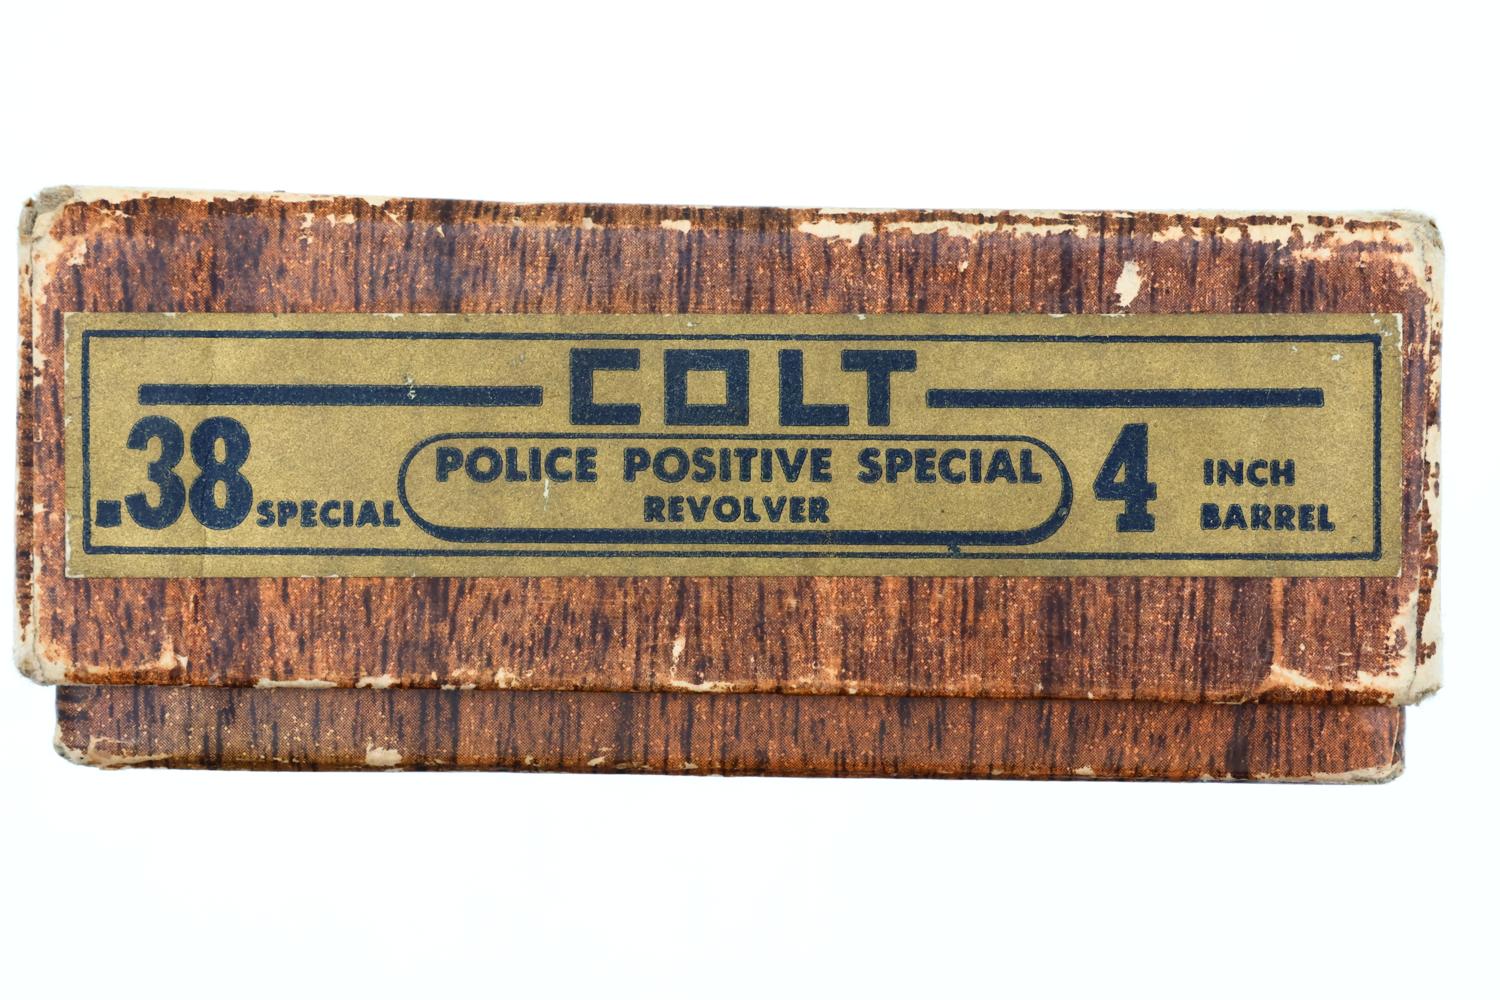 COLT
.38 SPECIAL
POLICE POSITIVE SPECIAL
REVOLVER
4 INCH
BARREL